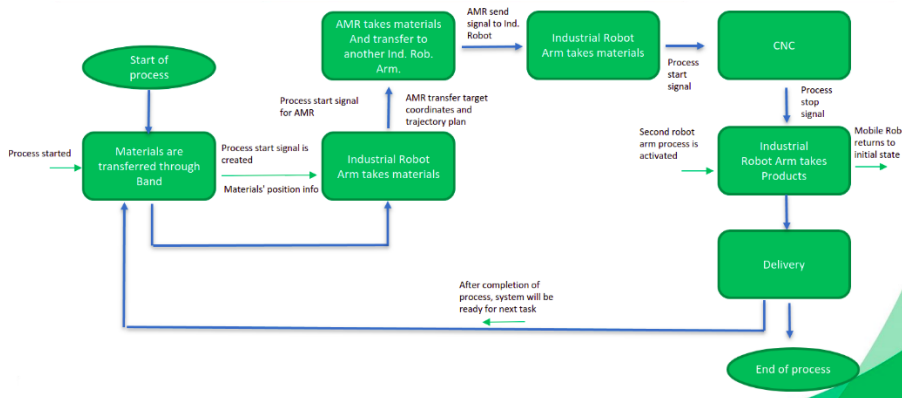 Start of
process
Process started
Materials are
transferred through
Band
Process start signal is
created
Materials' position info
Industrial Robot
Arm takes materials
Process start signal
for AMR
AMR transfer target
coordinates and
trajectory plan
AMR takes materials
And transfer to
another Ind. Rob.
Arm.
AMR send
signal to Ind.
Robot
Industrial Robot
Arm takes materials
Process
start
signal
CNC
Process
stop
signal
Second robot
arm process is
activated
Industrial
Robot Arm takes
Products
Mobile Rob
returns to
initial state
Delivery
After completion of
process, system will be
ready for next task
End of process